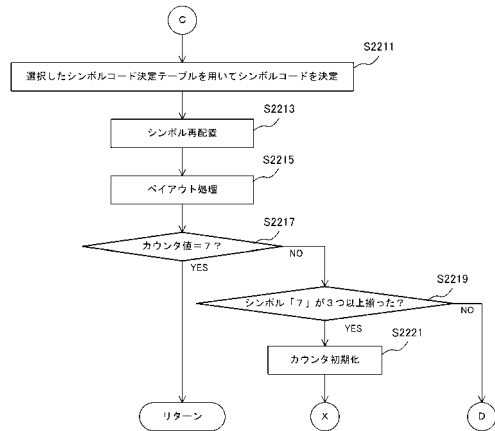 C
S2211
選択したシンボルコード決定テーブルを用いてシンボルコードを決定
S2213
シンボル再配置
S2215
ペイアウト処理
S2217
カウンタ値=7?
NO
YES
S2219
シンボル「7」が3つ以上揃った?
NO
YES
S2221
カウンタ初期化
リターン
X
D